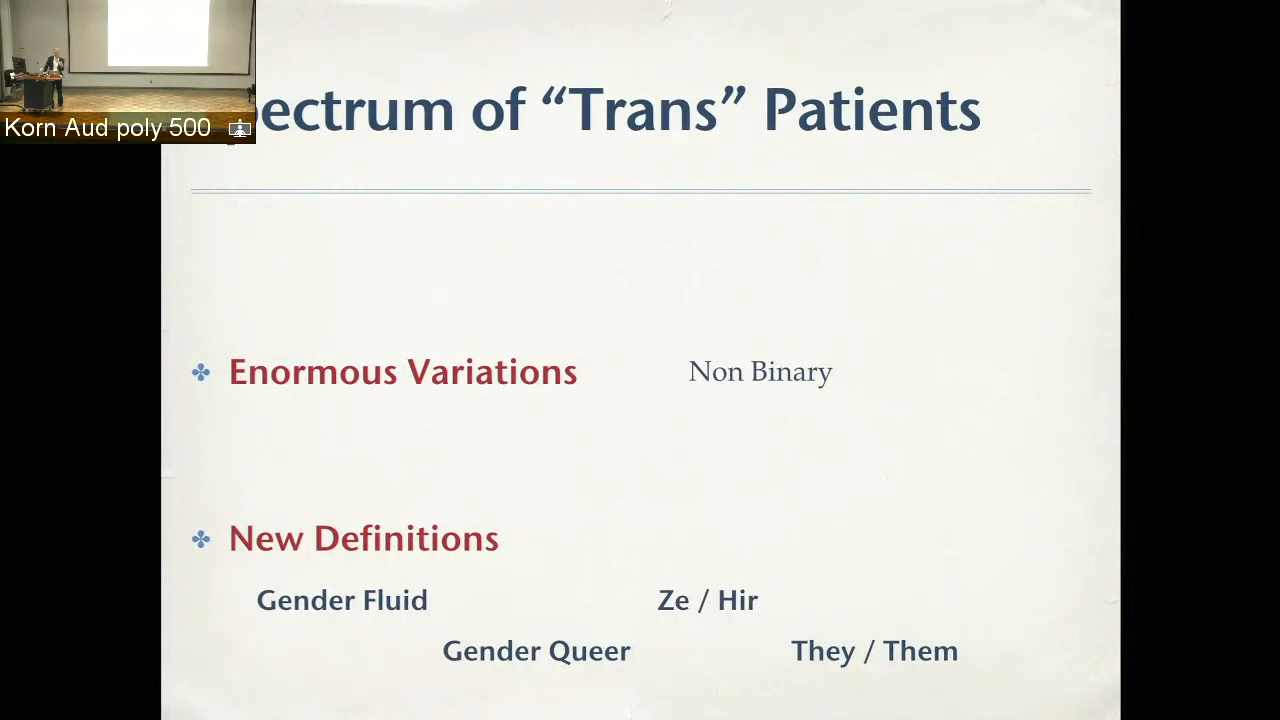 Korn Aud poly 500
pectrum of “Trans” Patients
Enormous Variations Non Binary
New Definitions
Gender Fluid Ze / Hir
Gender Queer They / Them